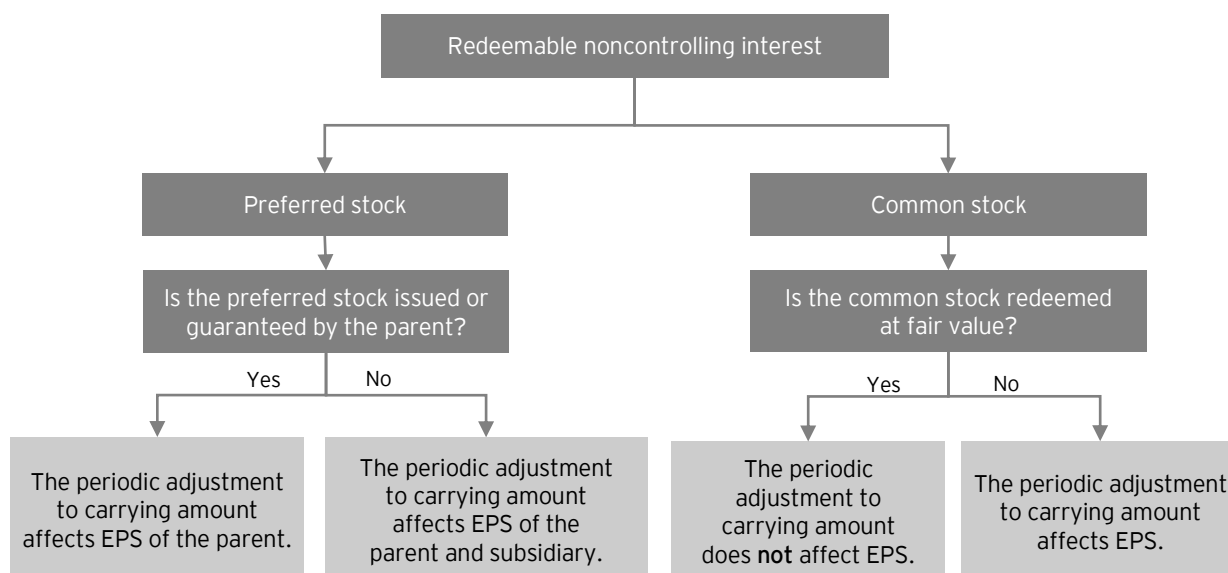 Redeemable noncontrolling interest
Preferred stock
Common stock
Is the preferred stock issued or
guaranteed by the parent?
Is the common stock redeemed
at fair value?
Yes
No
Yes
No
The periodic adjustment
to carrying amount
affects EPS of the parent.
The periodic adjustment
to carrying amount
affects EPS of the
parent and subsidiary.
The periodic
adjustment to
carrying amount
does not affect EPS.
The periodic adjustment
to carrying amount
affects EPS.